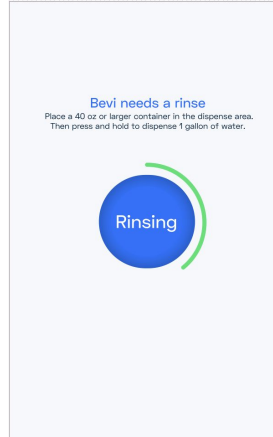 Bevi needs a rinse
Place a 40 oz or larger container in the dispense area.
Then press and hold to dispense 1 gallon of water.
Rinsing